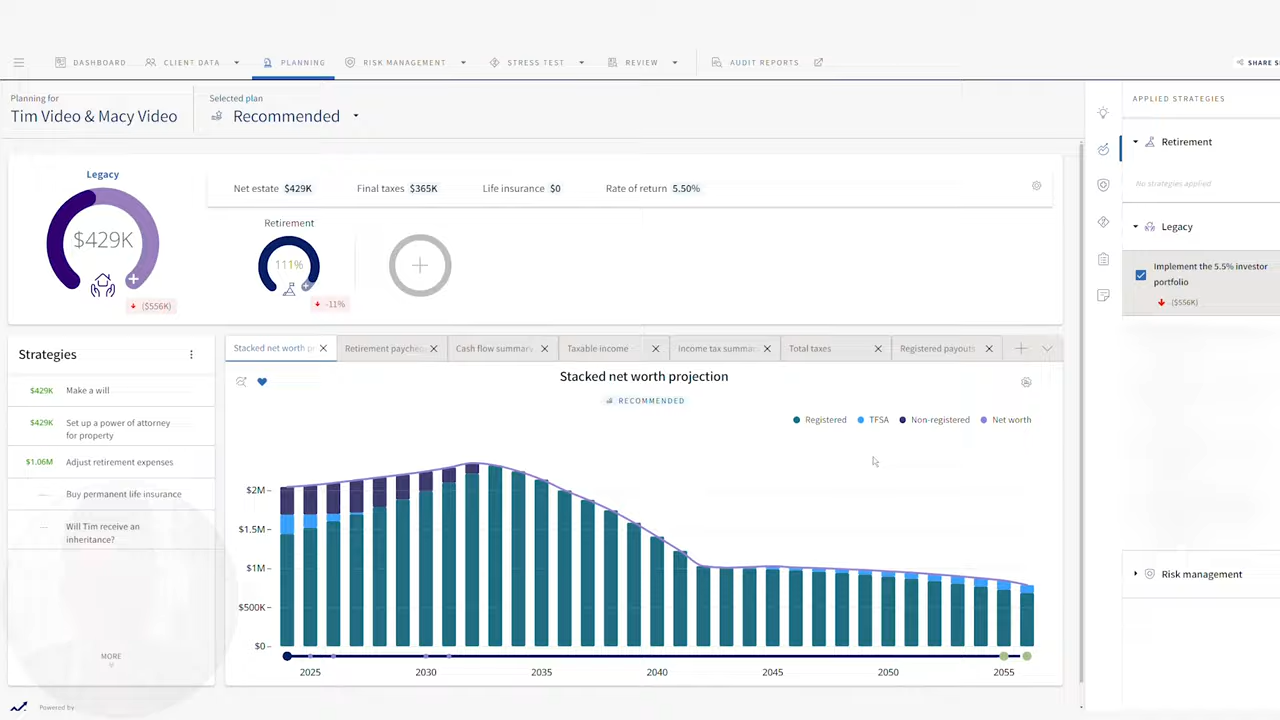 DASHBOARD
CLIENT DATA
PLANNING
RISK MANAGEMENT
STRESS TEST
REVIEW
AUDIT REPORTS
SHARE S
Planning for
Tim Video & Macy Video
Selected plan
Recommended
Legacy
$429K
($556K)
Net estate $429K
Final taxes $365K
Life insurance $0
Rate of return 5.50%
Retirement
111%
-11%
APPLIED STRATEGIES
Retirement
No strategies applied
Legacy
Implement the 5.5% investor
portfolio
($556K)
Risk management
Strategies
$429K Make a will
$429K Set up a power of attorney
for property
$1.06M Adjust retirement expenses
Buy permanent life insurance
Will Tim receive an
inheritance?
MORE
Stacked net worth p
Retirement payche
Cash flow summar
Taxable income
Income tax summa
Total taxes
Registered payouts
Stacked net worth projection
RECOMMENDED
Registered TFSA Non-registered Net worth
$2M
$1.5M
$1M
$500K
$0
2025 2030 2035 2040 2045 2050 2055
Powered by